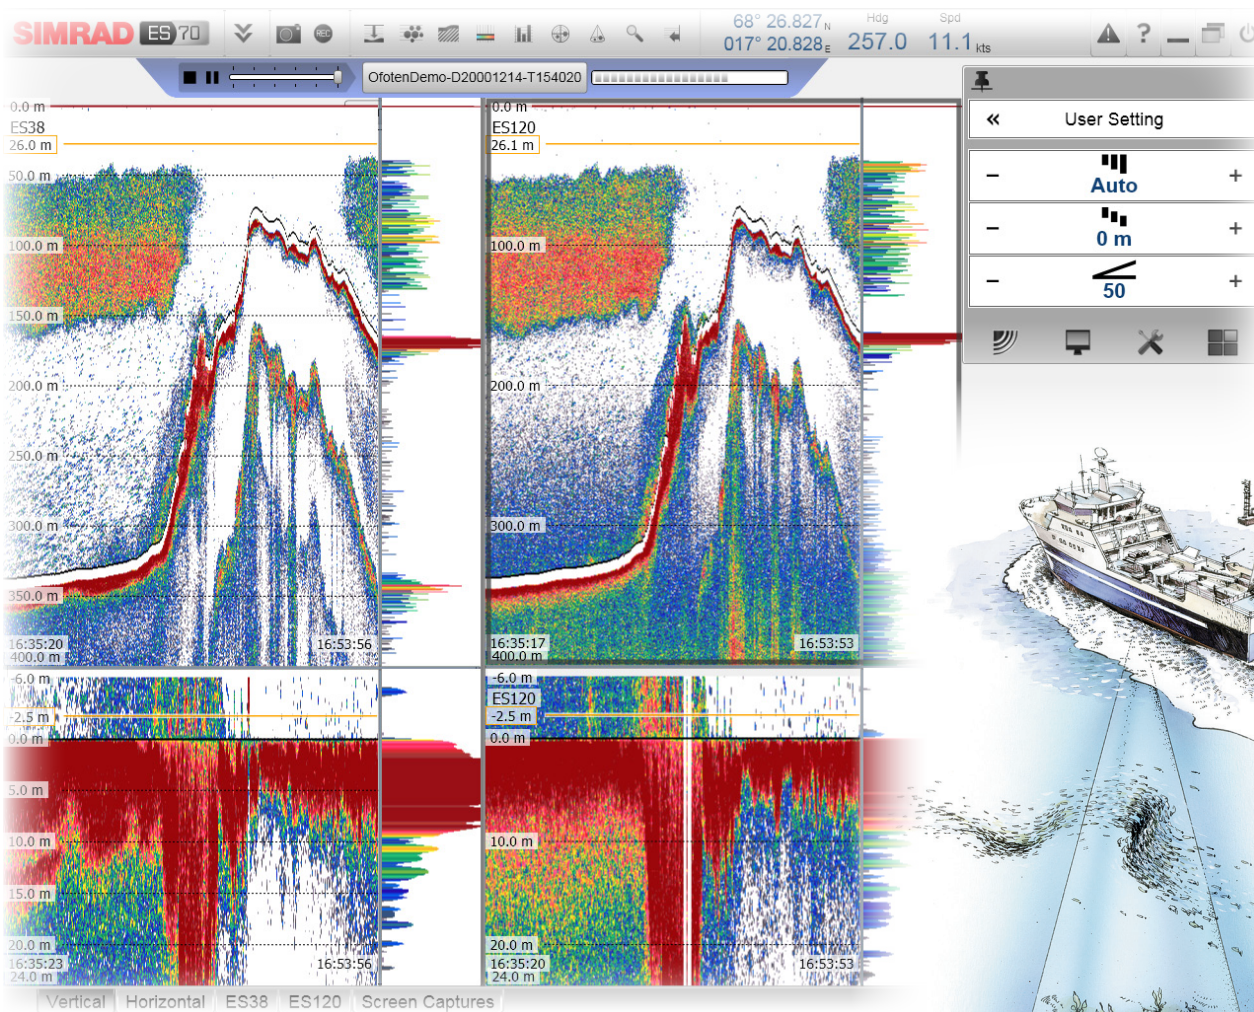 SIMRAD ES70
REC
68° 26.827 N
017° 20.828 E
Hdg
257.0
Spd
11.1 kts
?
OfotenDemo-D20001214-T154020
User Setting
- Auto +
- 0 m +
- 50 +
0.0 m
ES38
26.0 m
50.0 m
100.0 m
150.0 m
200.0 m
250.0 m
300.0 m
350.0 m
16:35:20
16:53:56
400.0 m
0.0 m
ES120
26.1 m
100.0 m
200.0 m
300.0 m
16:35:17
16:53:53
400.0 m
-6.0 m
-2.5 m
0.0 m
5.0 m
10.0 m
15.0 m
20.0 m
16:35:23
16:53:56
24.0 m
-6.0 m
ES120
-2.5 m
0.0 m
10.0 m
20.0 m
16:35:20
16:53:53
24.0 m
Vertical Horizontal ES38 ES120 Screen Captures